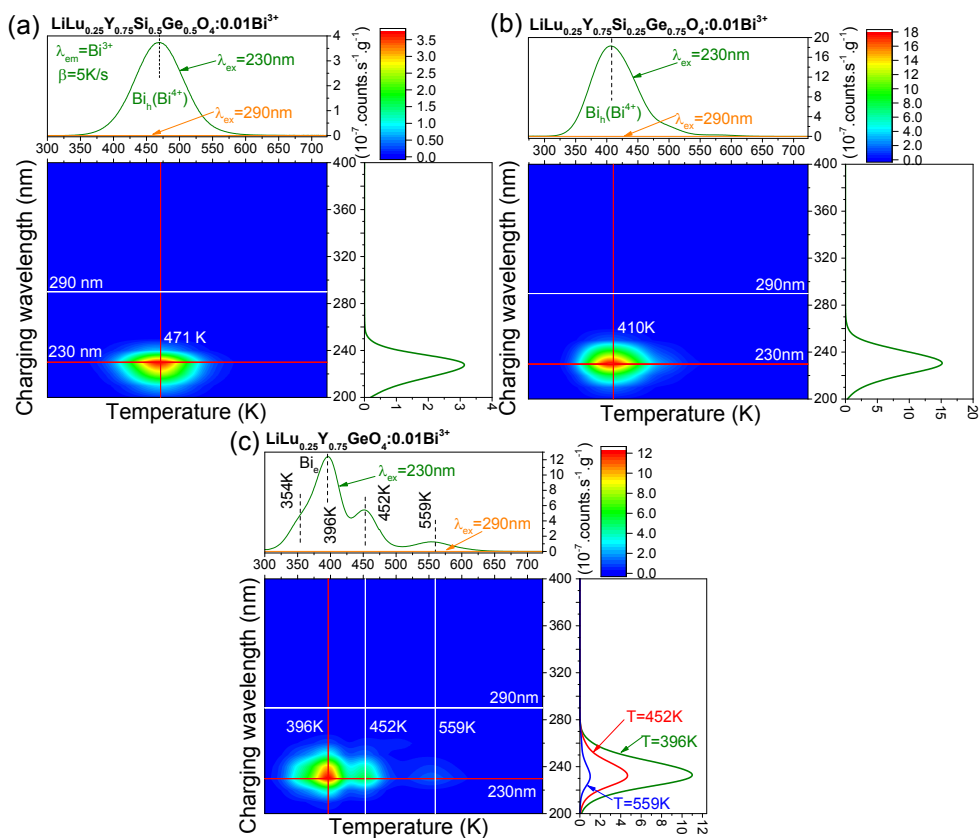 (a)
LiLu0.25Y0.75Si0.5Ge0.5O4:0.01Bi3+
λem=Bi3+
β=5K/s
λex=230nm
Bih(Bi4+)
λex=290nm
4
3
2
1
0
300 350 400 450 500 550 600 650 700
3.5
3.0
2.5
2.0
1.5
1.0
0.5
0.0
(10-7.counts.s-1.g-1)
Charging wavelength (nm)
290 nm
230 nm
471 K
Temperature (K)
400
360
320
280
240
200
0 1 2 3 4
(b)
LiLu0.25Y0.75Si0.25Ge0.75O4:0.01Bi3+
λex=230nm
Bih(Bi4+)
λex=290nm
20
16
12
8
4
0
300 350 400 450 500 550 600 650 700
18
16
14
12
10
8.0
6.0
4.0
2.0
0.0
(10-7.counts.s-1.g-1)
Charging wavelength (nm)
290nm
230nm
410K
Temperature (K)
400
360
320
280
240
200
0 5 10 15 20
(c)
LiLu0.25Y0.75GeO4:0.01Bi3+
Bie
λex=230nm
354K
396K
452K
559K
λex=290nm
12
10
8
6
4
2
0
300 350 400 450 500 550 600 650 700
12
10
8.0
6.0
4.0
2.0
0.0
(10-7.counts.s-1.g-1)
Charging wavelength (nm)
290nm
396K
452K
559K
230nm
Temperature (K)
400
360
320
280
240
200
T=452K
T=396K
T=559K
0 1 2 3 4 5 6 7 8 10 11 12